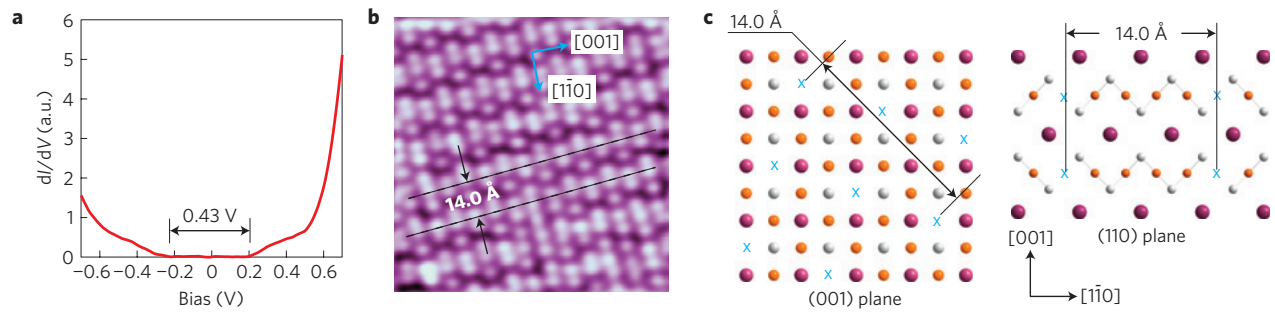 a
6
5
4
3
2
1
0
dI/dV (a.u.)
0.43 V
−0.6
−0.4
−0.2
0
0.2
0.4
0.6
Bias (V)
b
[001]
[11̄0]
14.0 Å
c
14.0 Å
x
x
x
x
x
x
x
x
(001) plane
14.0 Å
x
x
x
x
[001]
(110) plane
[11̄0]